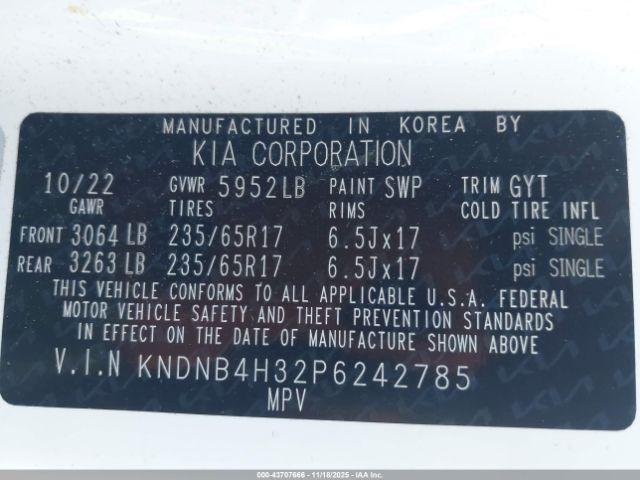 MANUFACTURED IN KOREA BY
KIA CORPORATION
10/22 GVWR 5952LB PAINT SWP TRIM GYT
GAWR TIRES RIMS COLD TIRE INFL
FRONT 3064 LB 235/65R17 6.5Jx17 psi SINGLE
REAR 3263 LB 235/65R17 6.5Jx17 psi SINGLE
THIS VEHICLE CONFORMS TO ALL APPLICABLE U.S.A. FEDERAL
MOTOR VEHICLE SAFETY AND THEFT PREVENTION STANDARDS
IN EFFECT ON THE DATE OF MANUFACTURE SHOWN ABOVE
V.I.N KNDNB4H32P6242785
MPV
000-43707666 - 11/18/2025 - IAAI.COM